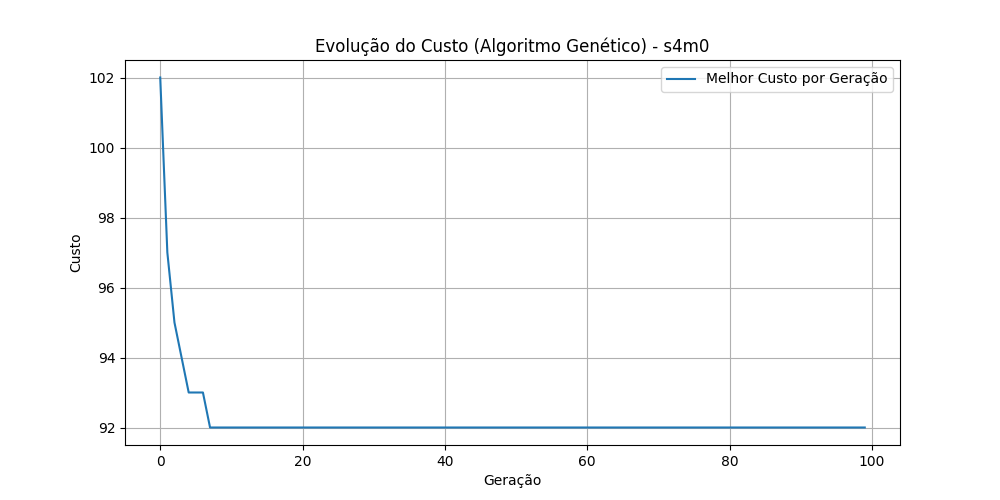 Evolução do Custo (Algoritmo Genético) - s4m0
Melhor Custo por Geração
102
100
98
96
94
92
Custo
0 20 40 60 80 100
Geração